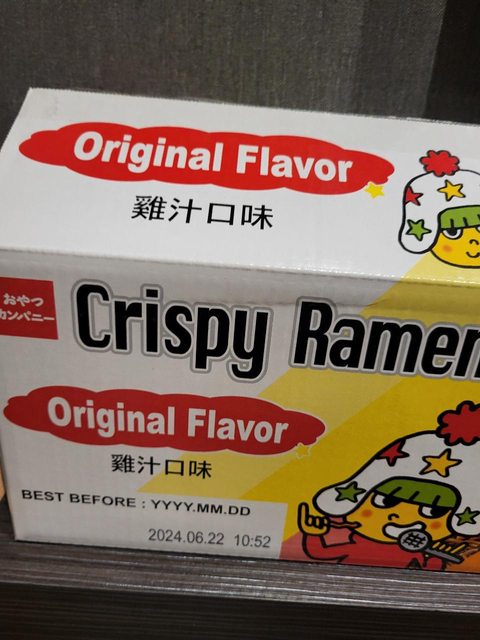 Original Flavor
雞汁口味
おやつ
カンパニー
Crispy Ramen
Original Flavor
雞汁口味
BEST BEFORE : YYYY.MM.DD
2024.06.22 10:52